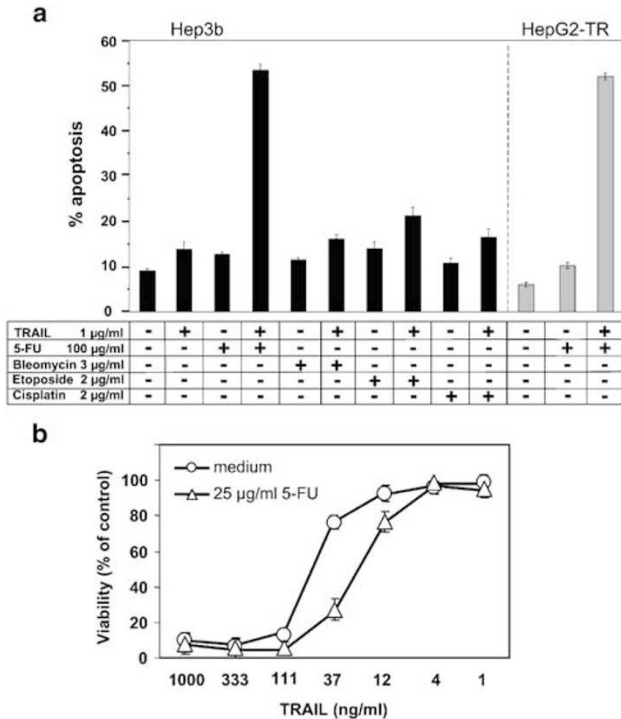 a
Hep3b HepG2-TR
% apoptosis
60
50
40
30
20
10
0
TRAIL 1 µg/ml - + - + - + - + - + - - +
5-FU 100 µg/ml - - + + - - - - - - - + +
Bleomycin 3 µg/ml - - - - + + - - - - - - -
Etoposide 2 µg/ml - - - - - - + + - - - - -
Cisplatin 2 µg/ml - - - - - - - - + + - - -
b
medium
25 µg/ml 5-FU
Viability (% of control)
100
80
60
40
20
0
1000 333 111 37 12 4 1
TRAIL (ng/ml)